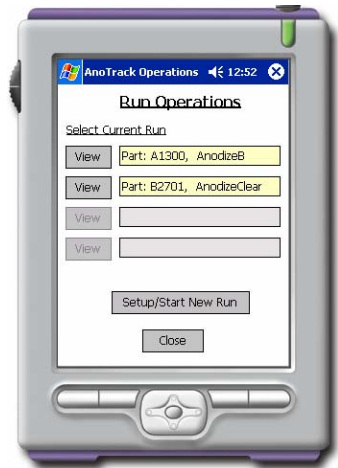 AnoTrack Operations 12:52
Run Operations
Select Current Run
View Part: A1300, AnodizeB
View Part: B2701, AnodizeClear
View
View
Setup/Start New Run
Close